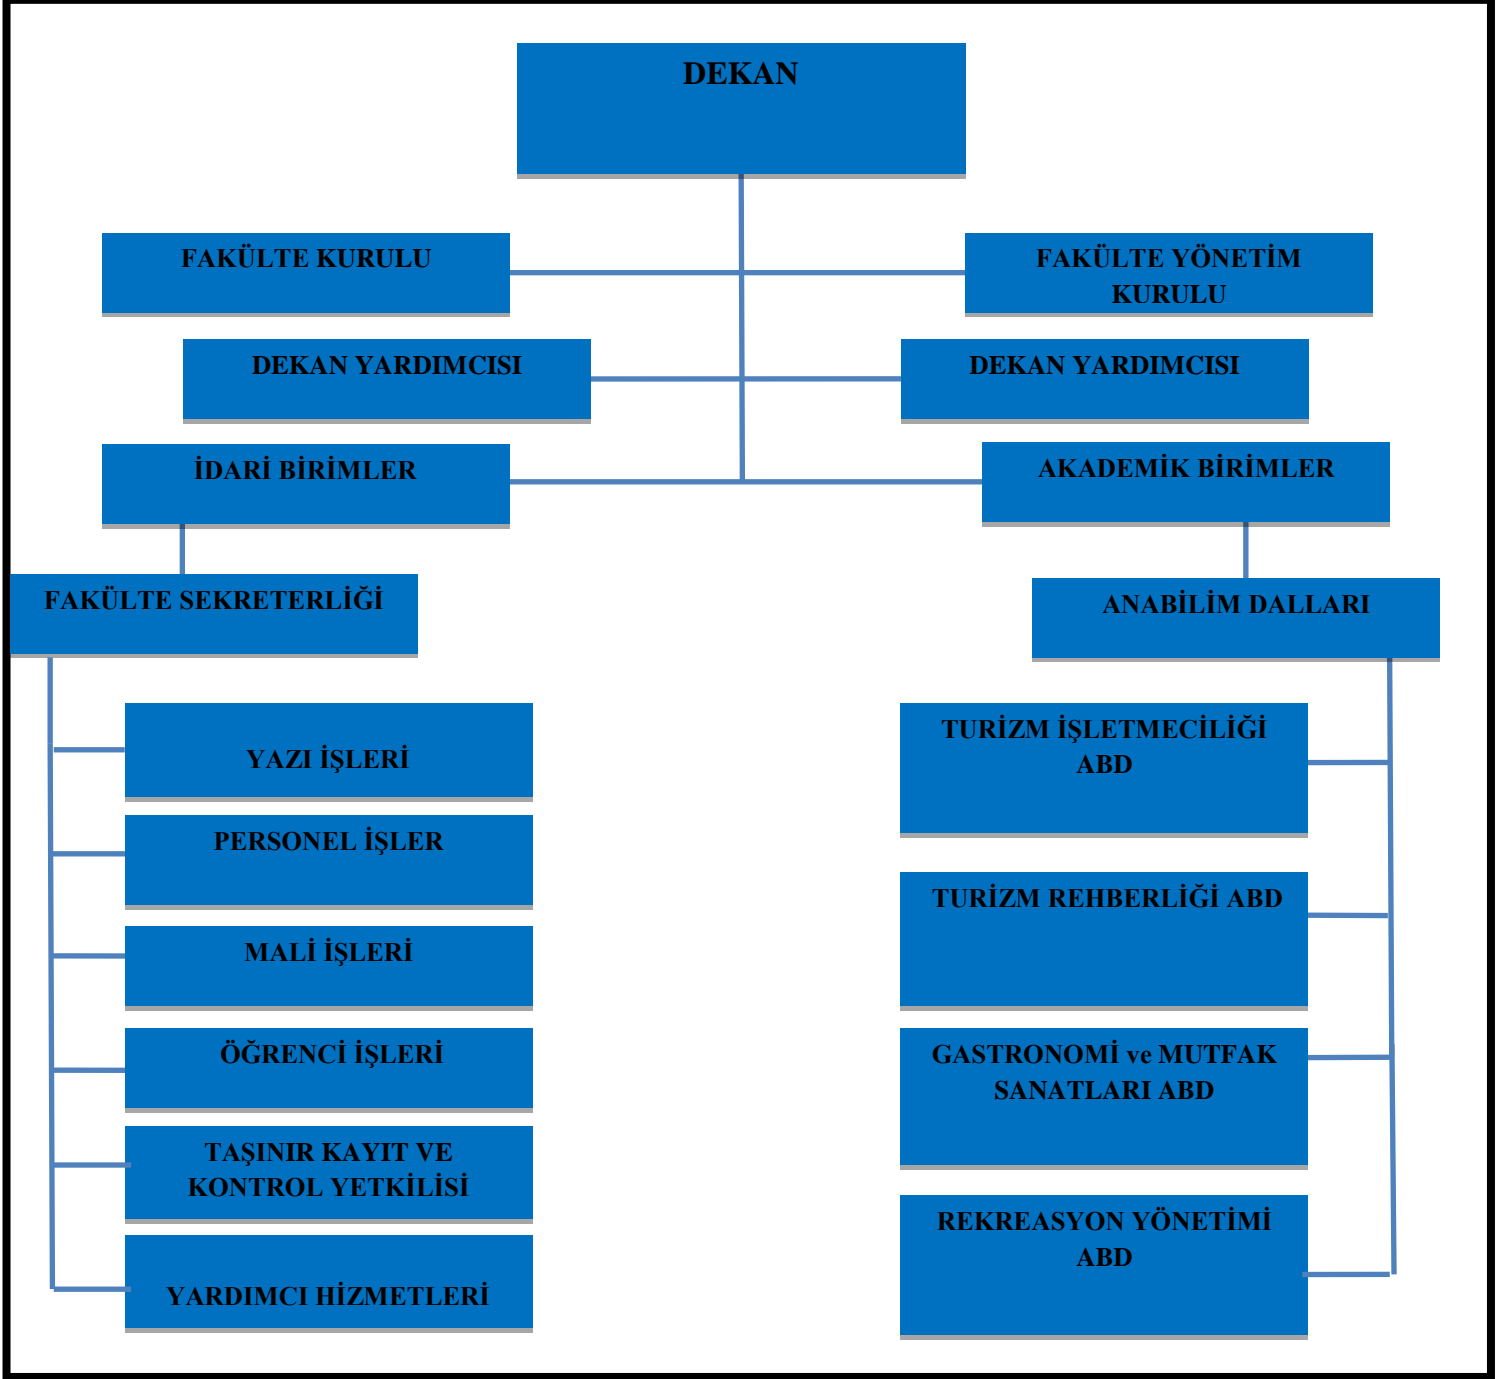 DEKAN
FAKÜLTE KURULU
FAKÜLTE YÖNETİM
KURULU
DEKAN YARDIMCISI
DEKAN YARDIMCISI
İDARİ BİRİMLER
AKADEMİK BİRİMLER
FAKÜLTE SEKRETERLİĞİ
ANABİLİM DALLARI
YAZI İŞLERİ
PERSONEL İŞLER
MALİ İŞLERİ
ÖĞRENCİ İŞLERİ
TAŞINIR KAYIT VE
KONTROL YETKİLİSİ
YARDIMCI HİZMETLERİ
TURİZM İŞLETMECİLİĞİ
ABD
TURİZM REHBERLİĞİ ABD
GASTRONOMİ ve MUTFAK
SANATLARI ABD
REKREASYON YÖNETİMİ
ABD